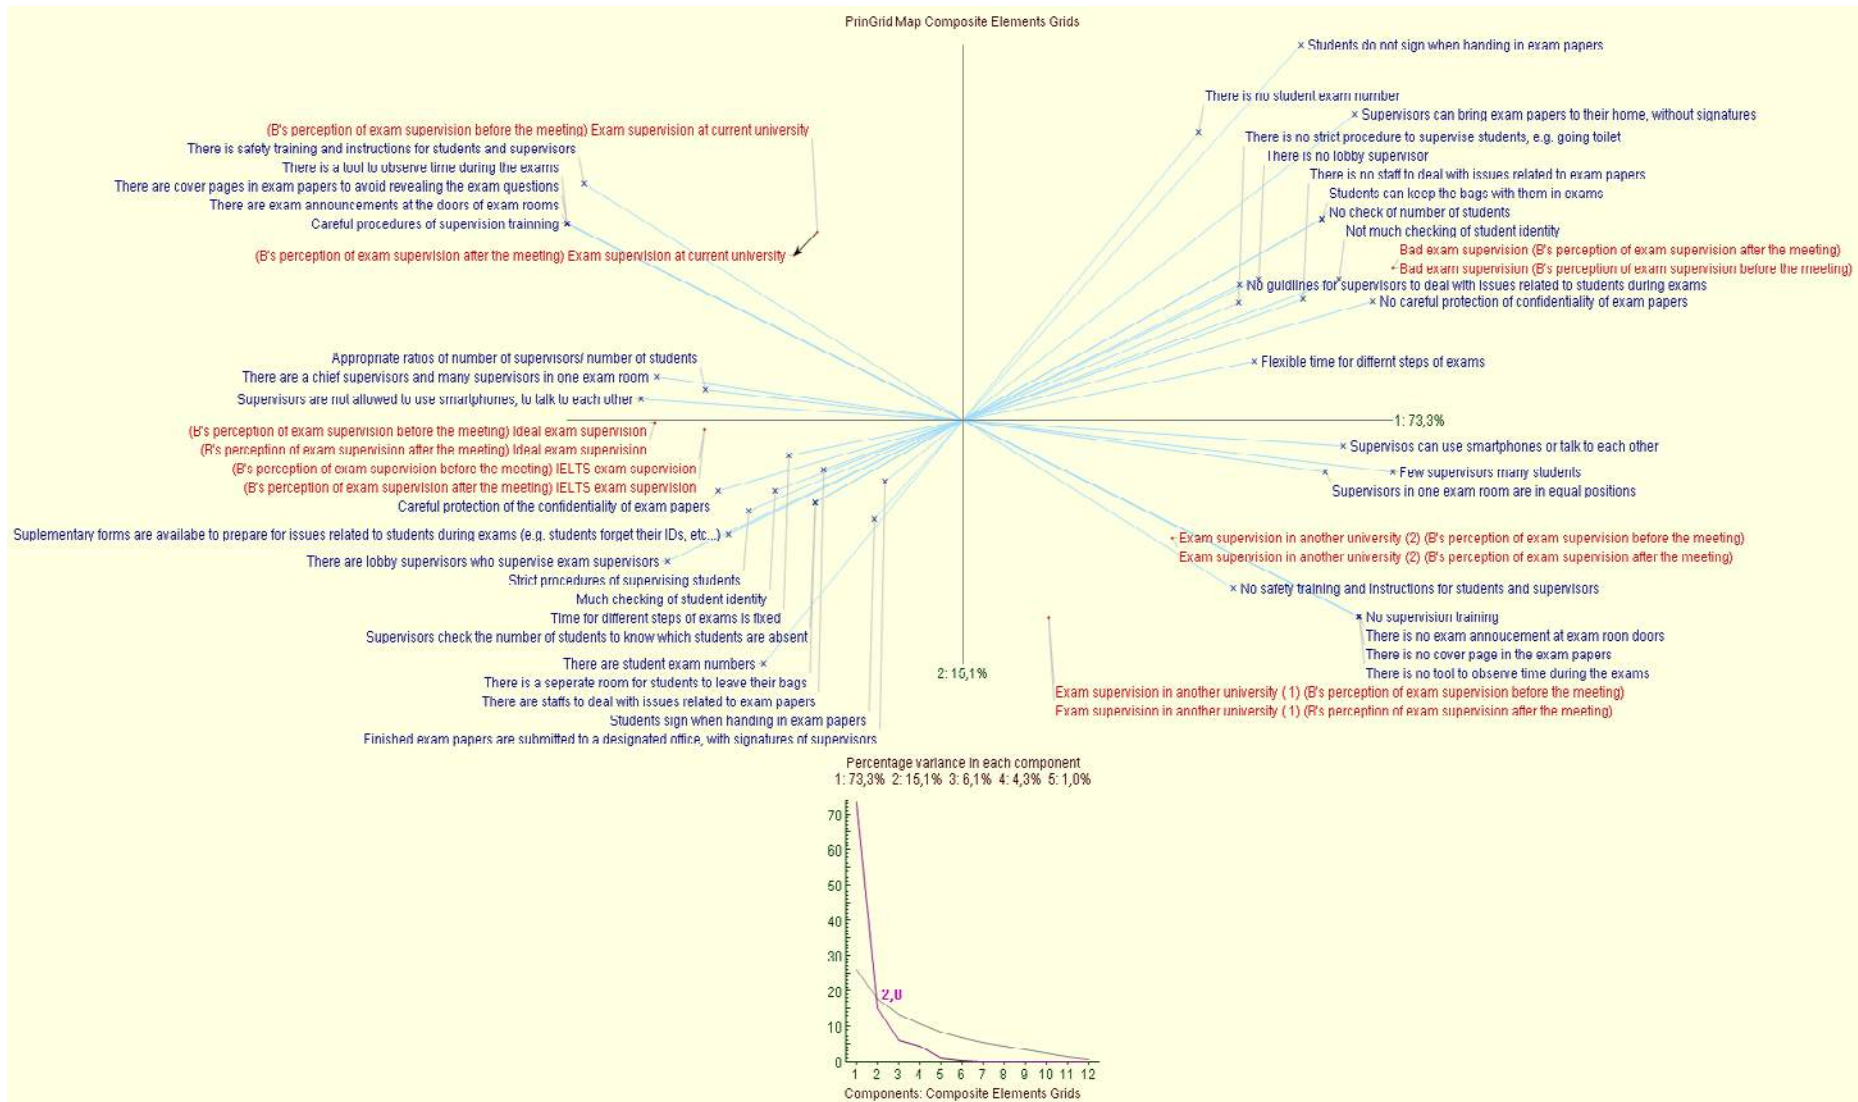 PrinGrid Map Composite Elements Grids
Students do not sign when handing in exam papers
There is no student exam number
Supervisors can bring exam papers to their home, without signatures
There is no strict procedure to supervise students, e.g. going toilet
There is no lobby supervisor
There is no staff to deal with issues related to exam papers
Students can keep the bags with them in exams
No check of number of students
Not much checking of student identity
Bad exam supervision (B's perception of exam supervision after the meeting)
Bad exam supervision (B's perception of exam supervision before the meeting)
No guidlines for supervisors to deal with issues related to students during exams
No careful protection of confidentiality of exam papers
Flexible time for differnt steps of exams
(B's perception of exam supervision before the meeting) Exam supervision at current university
There is safety training and instructions for students and supervisors
There is a tool to observe time during the exams
There are cover pages in exam papers to avoid revealing the exam questions
There are exam announcements at the doors of exam rooms
Careful procedures of supervision trainning
(B's perception of exam supervision after the meeting) Exam supervision at current university
Appropriate ratios of number of supervisors/ number of students
There are a chief supervisors and many supervisors in one exam room
Supervisors are not allowed to use smartphones, to talk to each other
1: 73,3%
(B's perception of exam supervision before the meeting) Ideal exam supervision
(B's perception of exam supervision after the meeting) Ideal exam supervision
(B's perception of exam supervision before the meeting) IELTS exam supervision
(B's perception of exam supervision after the meeting) IELTS exam supervision
Careful protection of the confidentiality of exam papers
Suplementary forms are availabe to prepare for issues related to students during exams (e.g. students forget their IDs, etc...)
There are lobby supervisors who supervise exam supervisors
Strict procedures of supervising students
Much checking of student identity
Time for different steps of exams is fixed
Supervisors check the number of students to know which students are absent
There are student exam numbers
There is a seperate room for students to leave their bags
There are staffs to deal with issues related to exam papers
Students sign when handing in exam papers
Finished exam papers are submitted to a designated office, with signatures of supervisors
Supervisos can use smartphones or talk to each other
Few supervisors many students
Supervisors in one exam room are in equal positions
Exam supervision in another university (2) (B's perception of exam supervision before the meeting)
Exam supervision in another university (2) (B's perception of exam supervision after the meeting)
No safety training and instructions for students and supervisors
No supervision training
There is no exam annoucement at exam roon doors
There is no cover page in the exam papers
There is no tool to observe time during the exams
2: 15,1%
Exam supervision in another university ( 1) (B's perception of exam supervision before the meeting)
Exam supervision in another university ( 1) (B's perception of exam supervision after the meeting)
Percentage variance in each component
1: 73,3% 2: 15,1% 3: 6,1% 4: 4,3% 5: 1,0%
70
60
50
40
30
20
10
0
2,0
1 2 3 4 5 6 7 8 9 10 11 12
Components: Composite Elements Grids